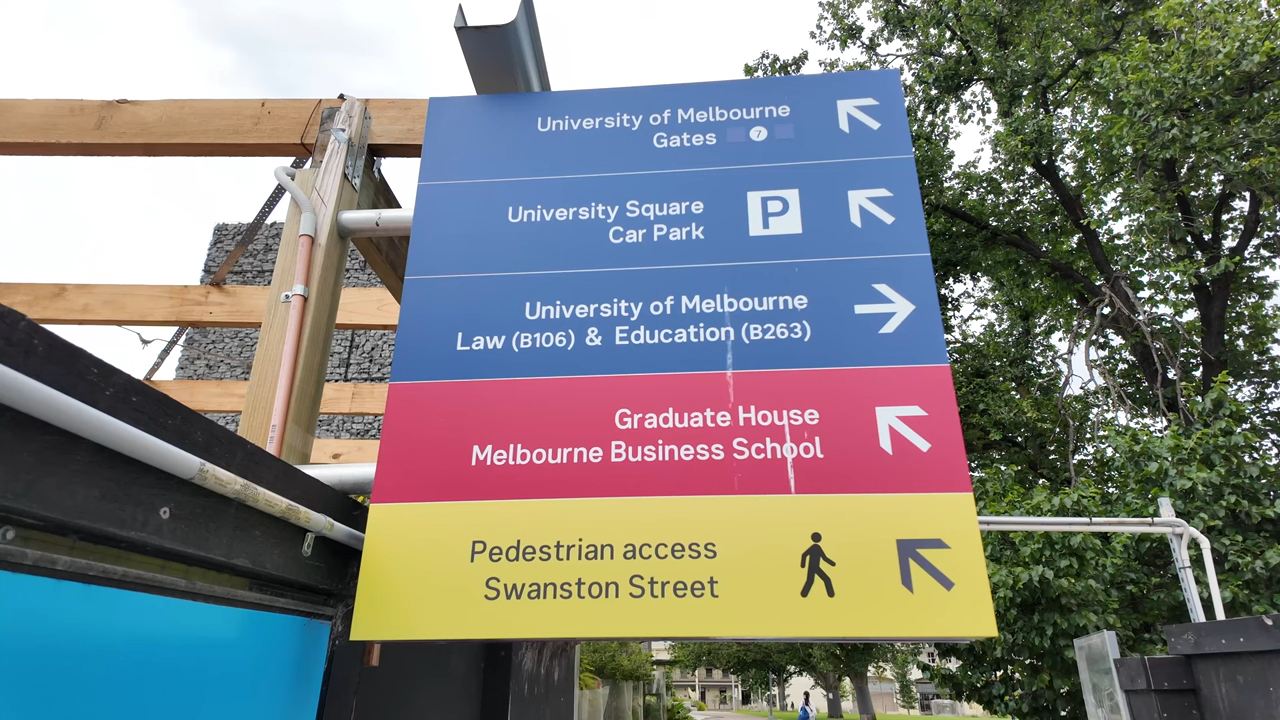 University of Melbourne
Gates 7
University Square
Car Park P
University of Melbourne
Law (B106) & Education (B263)
Graduate House
Melbourne Business School
Pedestrian access
Swanston Street